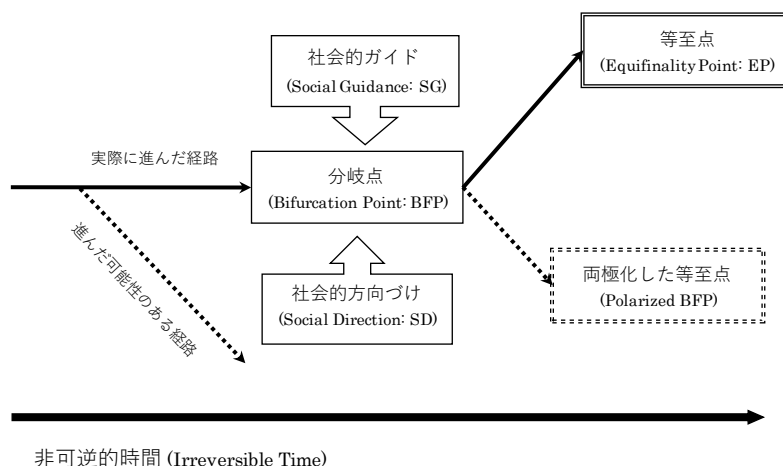 社会的ガイド
(Social Guidance: SG)
等至点
(Equifinality Point: EP)
実際に進んだ経路
分岐点
(Bifurcation Point: BFP)
進んだ可能性のある経路
社会的方向づけ
(Social Direction: SD)
両極化した等至点
(Polarized BFP)
非可逆的時間 (Irreversible Time)